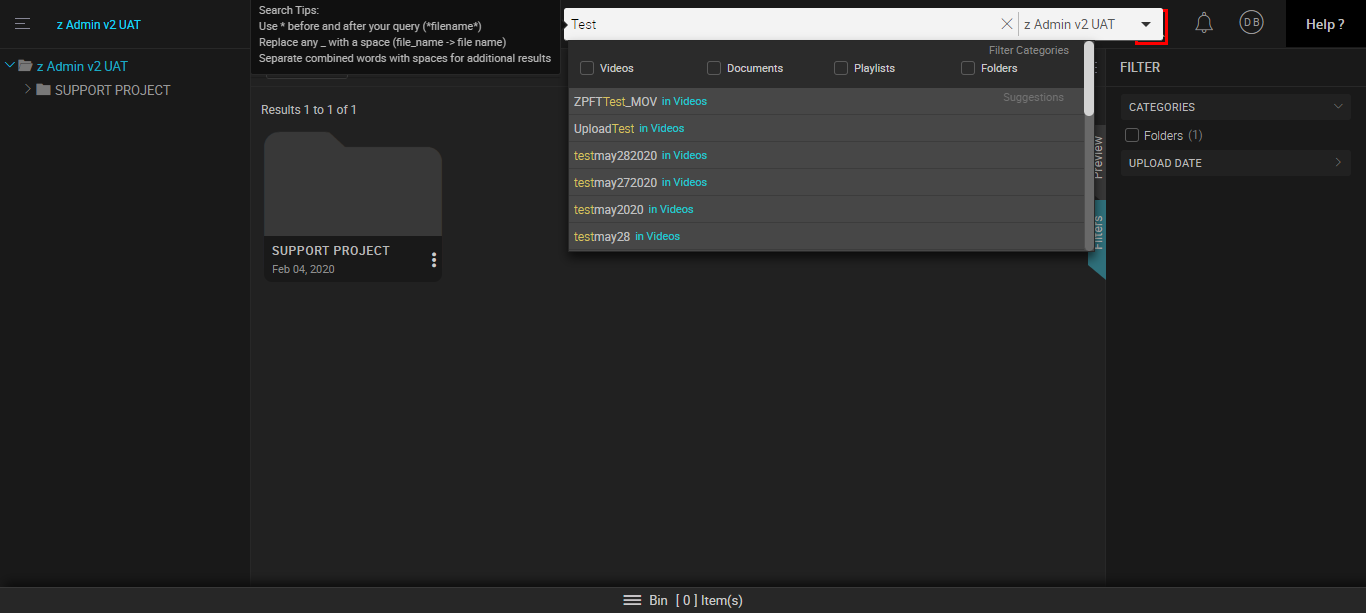 z Admin v2 UAT
Search Tips:
Use * before and after your query (*filename*)
Replace any _ with a space (file_name -> file name)
Separate combined words with spaces for additional results
Test
z Admin v2 UAT
D B
Help ?
z Admin v2 UAT
SUPPORT PROJECT
Filter Categories
Videos
Documents
Playlists
Folders
Suggestions
ZPFTTest_MOV in Videos
UploadTest in Videos
testmay282020 in Videos
testmay272020 in Videos
testmay2020 in Videos
testmay28 in Videos
Results 1 to 1 of 1
SUPPORT PROJECT
Feb 04, 2020
Preview
Filters
FILTER
CATEGORIES
Folders (1)
UPLOAD DATE
Bin [ 0 ] Item(s)